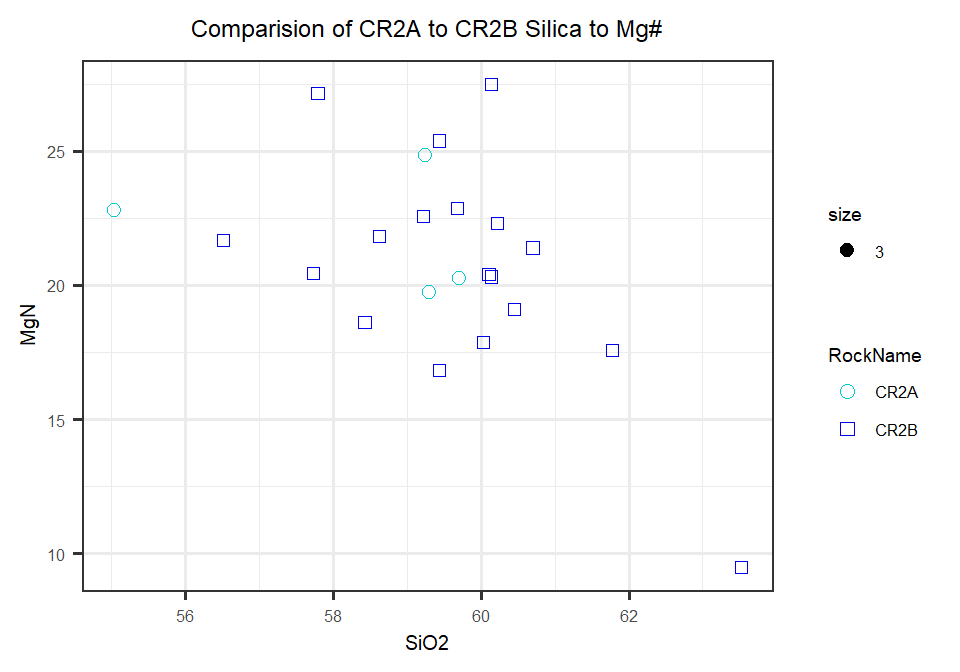 Comparision of CR2A to CR2B Silica to Mg#
25
20
15
10
MgN
56
58
60
62
SiO2
size
3
RockName
CR2A
CR2B